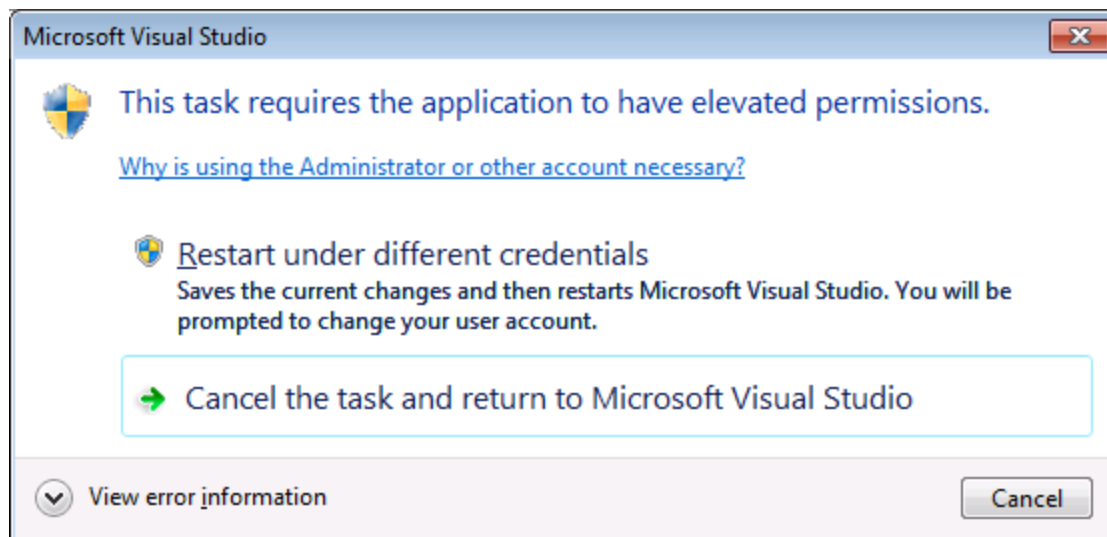 Microsoft Visual Studio
This task requires the application to have elevated permissions.
Why is using the Administrator or other account necessary?
Restart under different credentials
Saves the current changes and then restarts Microsoft Visual Studio. You will be
prompted to change your user account.
Cancel the task and return to Microsoft Visual Studio
View error information
Cancel